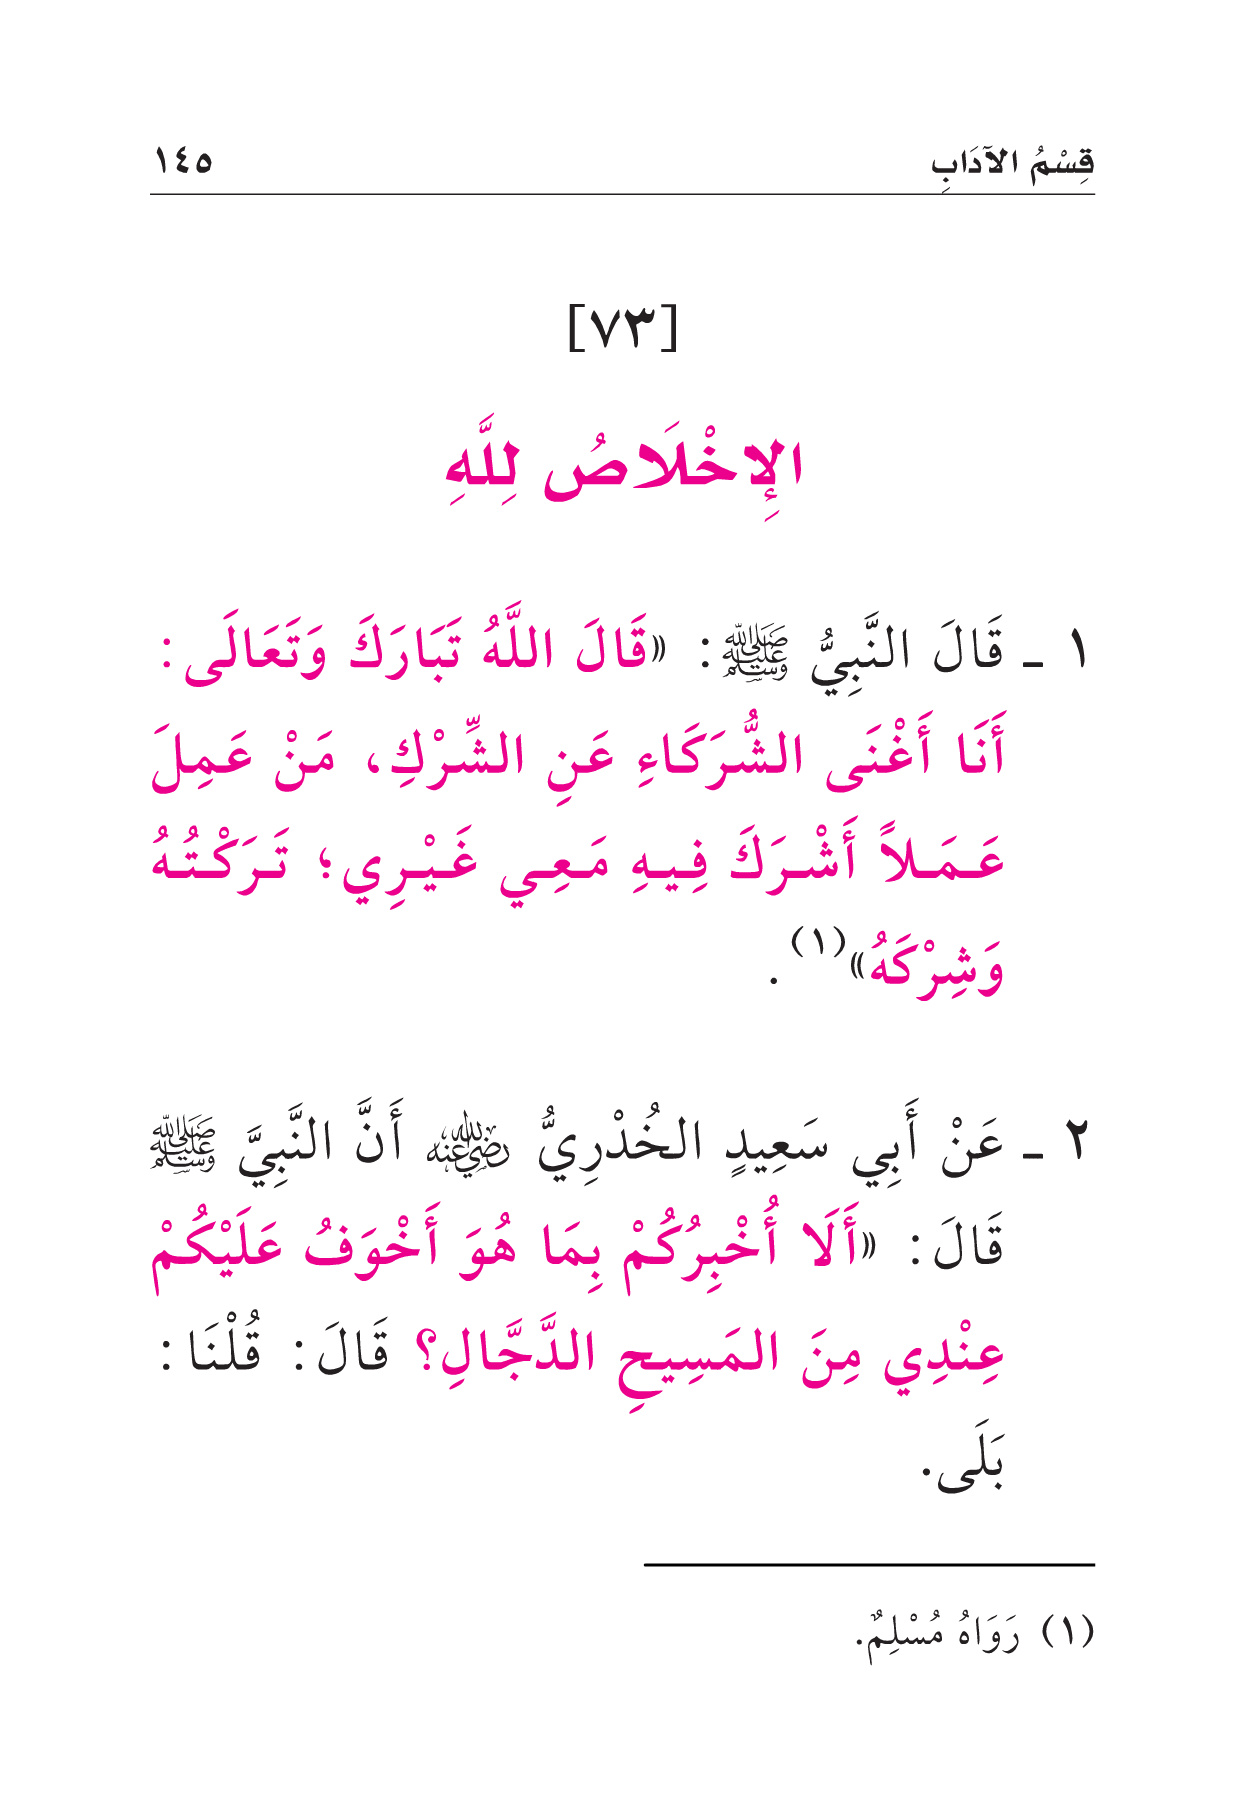 قِسْمُ الآدَابِ ١٤٥
[٧٣]
الإِخْلَاصُ لِلَّهِ
١ ـ قَالَ النَّبِيُّ ﷺ: «قَالَ اللَّهُ تَبَارَكَ وَتَعَالَى:
أَنَا أَغْنَى الشُّرَكَاءِ عَنِ الشِّرْكِ، مَنْ عَمِلَ
عَمَلاً أَشْرَكَ فِيهِ مَعِي غَيْرِي؛ تَرَكْتُهُ
وَشِرْكَهُ»(١).
٢ ـ عَنْ أَبِي سَعِيدٍ الخُدْرِيُّ رضي الله عنه أَنَّ النَّبِيَّ ﷺ
قَالَ: «أَلَا أُخْبِرُكُمْ بِمَا هُوَ أَخْوَفُ عَلَيْكُمْ
عِنْدِي مِنَ المَسِيحِ الدَّجَّالِ؟ قَالَ: قُلْنَا:
بَلَى.
(١) رَوَاهُ مُسْلِمٌ.